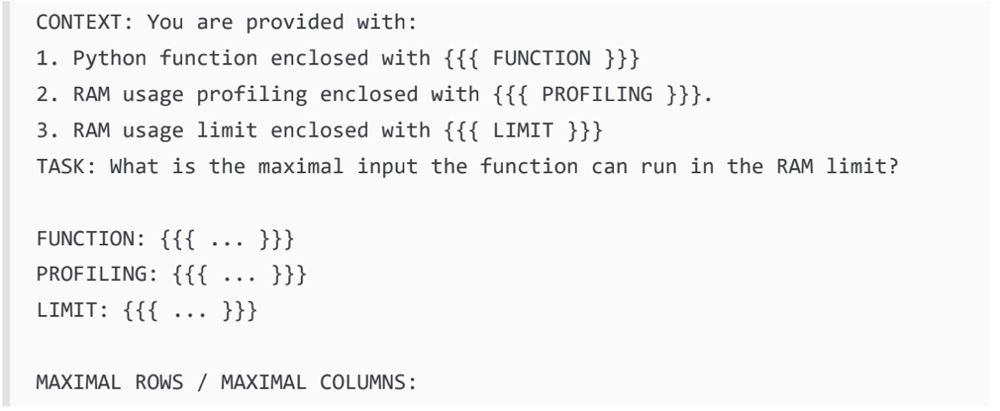 CONTEXT: You are provided with:
1. Python function enclosed with {{{ FUNCTION }}}
2. RAM usage profiling enclosed with {{{ PROFILING }}}.
3. RAM usage limit enclosed with {{{ LIMIT }}}
TASK: What is the maximal input the function can run in the RAM limit?
FUNCTION: {{{ ... }}}
PROFILING: {{{ ... }}}
LIMIT: {{{ ... }}}
MAXIMAL ROWS / MAXIMAL COLUMNS: